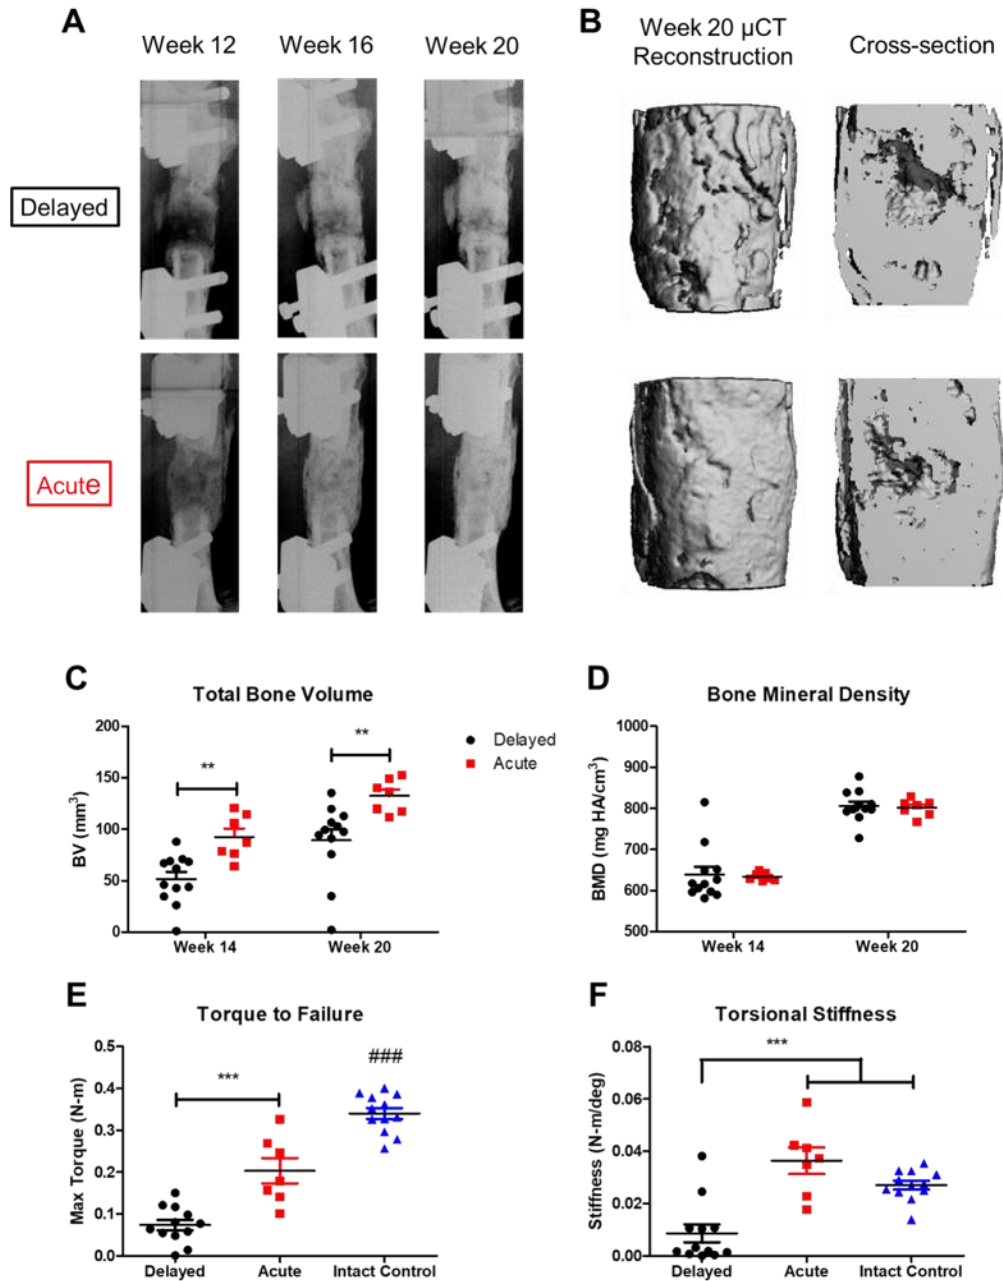 A
Week 12
Week 16
Week 20
B
Week 20 µCT
Reconstruction
Cross-section
Delayed
Acute
C
Total Bone Volume
BV (mm³)
200
150
100
50
0
**
**
Week 14
Week 20
Delayed
Acute
D
Bone Mineral Density
BMD (mg HA/cm³)
1000
900
800
700
600
500
Week 14
Week 20
E
Torque to Failure
Max Torque (N-m)
0.5
0.4
0.3
0.2
0.1
0.0
***
###
Delayed
Acute
Intact Control
F
Torsional Stiffness
Stiffness (N-m/deg)
0.08
0.06
0.04
0.02
0.00
***
Delayed
Acute
Intact Control